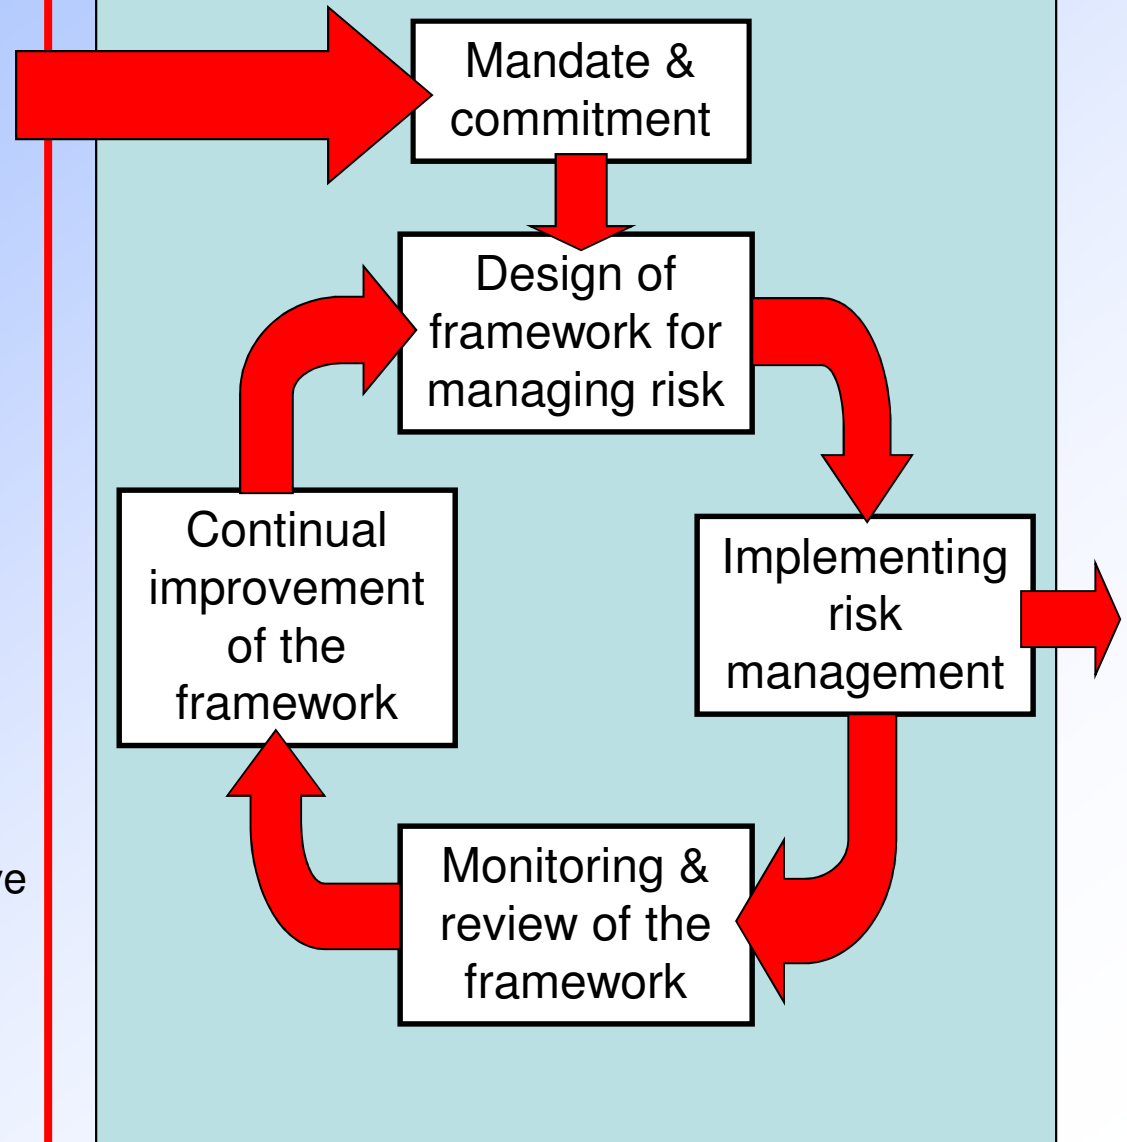 Mandate &
commitment
Design of
framework for
managing risk
Continual
improvement
of the
framework
Implementing
risk
management
Monitoring &
review of the
framework